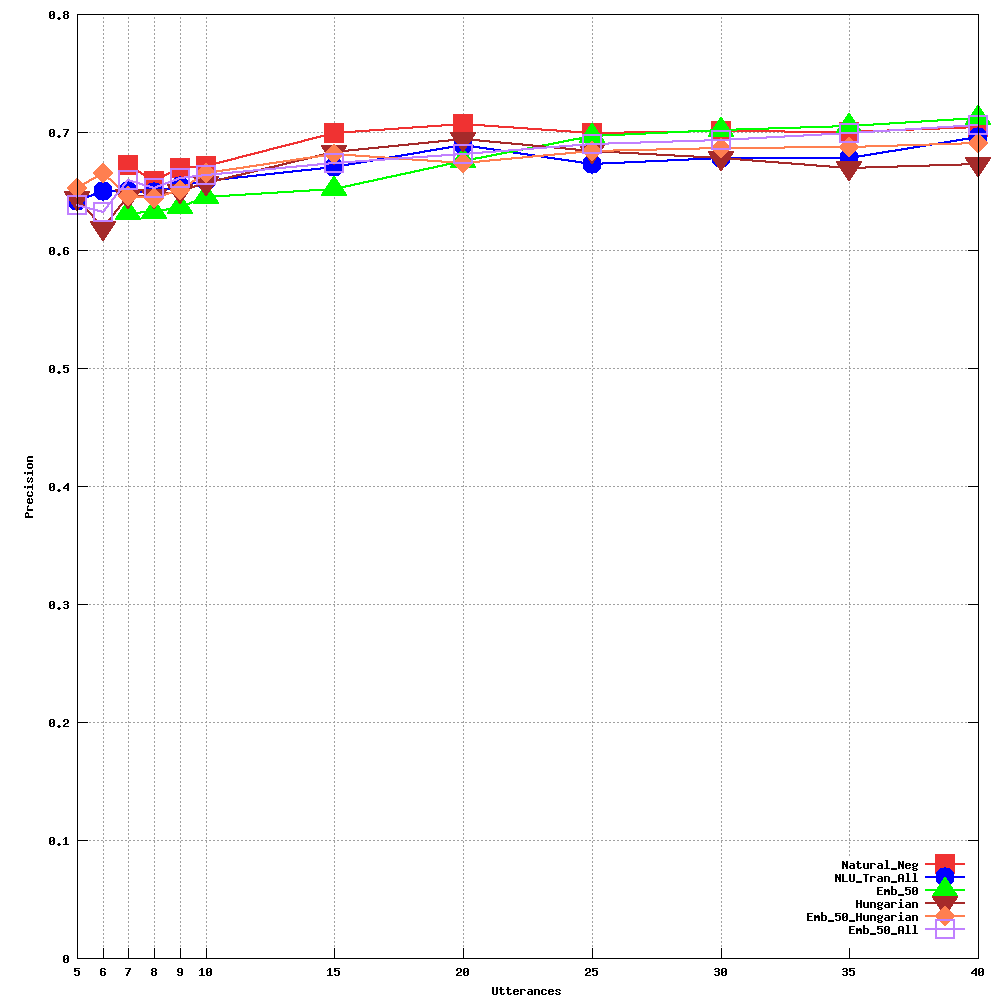 0.8
0.7
0.6
0.5
0.4
0.3
0.2
0.1
0
Precision
5 6 7 8 9 10 15 20 25 30 35 40
Utterances
Natural_Neg
NLU_Tran_All
Emb_50
Hungarian
Emb_50_Hungarian
Emb_50_All